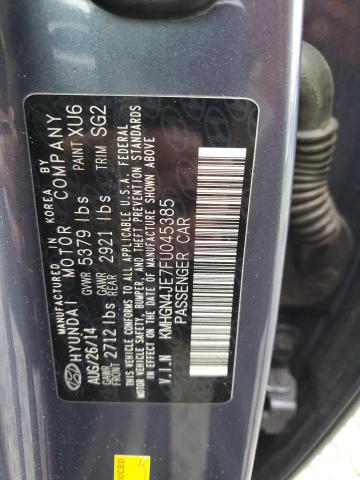 MANUFACTURED IN KOREA BY
HYUNDAI MOTOR COMPANY
AUG/26/14 GVWR 5379 lbs PAINT XU6
GAWR FRONT 2712 lbs GAWR REAR 2921 lbs TRIM SG2
THIS VEHICLE CONFORMS TO ALL APPLICABLE U.S.A. FEDERAL
MOTOR VEHICLE SAFETY, BUMPER, AND THEFT PREVENTION
STANDARDS IN EFFECT ON THE DATE OF MANUFACTURE SHOWN ABOVE.
V.I.N KMHGN4JE7FU045385
PASSENGER CAR